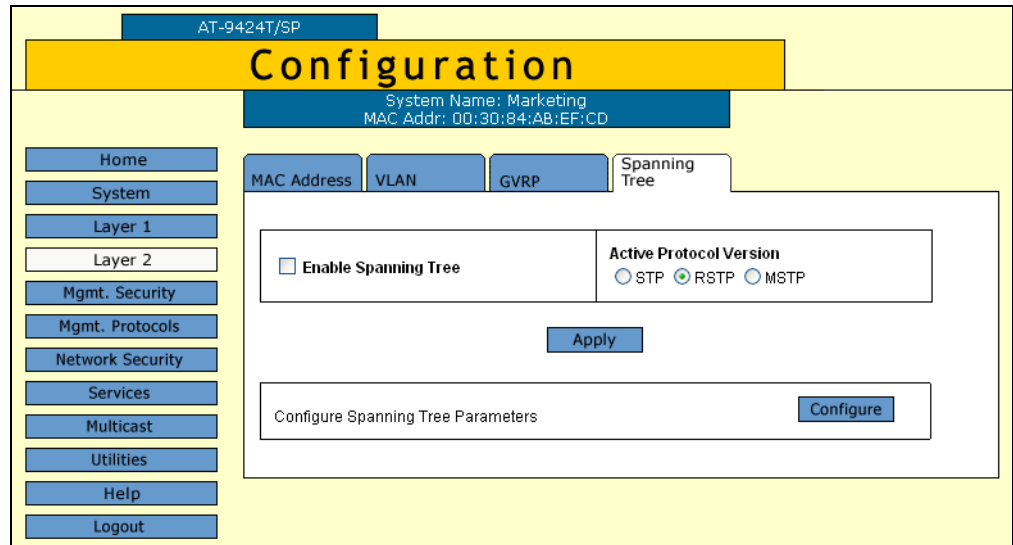 AT-9424T/SP
Configuration
System Name: Marketing
MAC Addr: 00:30:84:AB:EF:CD
Home
System
Layer 1
Layer 2
Mgmt. Security
Mgmt. Protocols
Network Security
Services
Multicast
Utilities
Help
Logout
MAC Address
VLAN
GVRP
Spanning
Tree
Enable Spanning Tree
Active Protocol Version
STP RSTP MSTP
Apply
Configure Spanning Tree Parameters
Configure